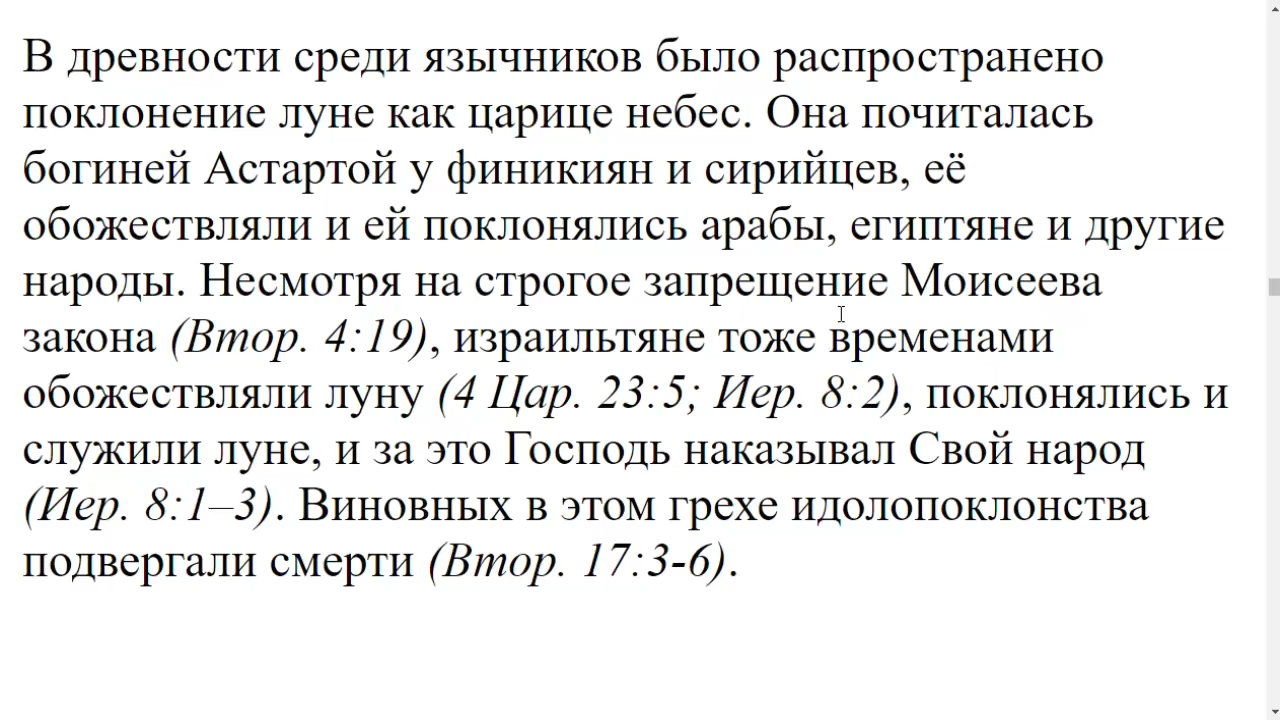 В древности среди язычников было распространено
поклонение луне как царице небес. Она почиталась
богиней Астартой у финикиян и сирийцев, её
обожествляли и ей поклонялись арабы, египтяне и другие
народы. Несмотря на строгое запрещение Моисеева
закона (Втор. 4:19), израильтяне тоже временами
обожествляли луну (4 Цар. 23:5; Иер. 8:2), поклонялись и
служили луне, и за это Господь наказывал Свой народ
(Иер. 8:1–3). Виновных в этом грехе идолопоклонства
подвергали смерти (Втор. 17:3-6).